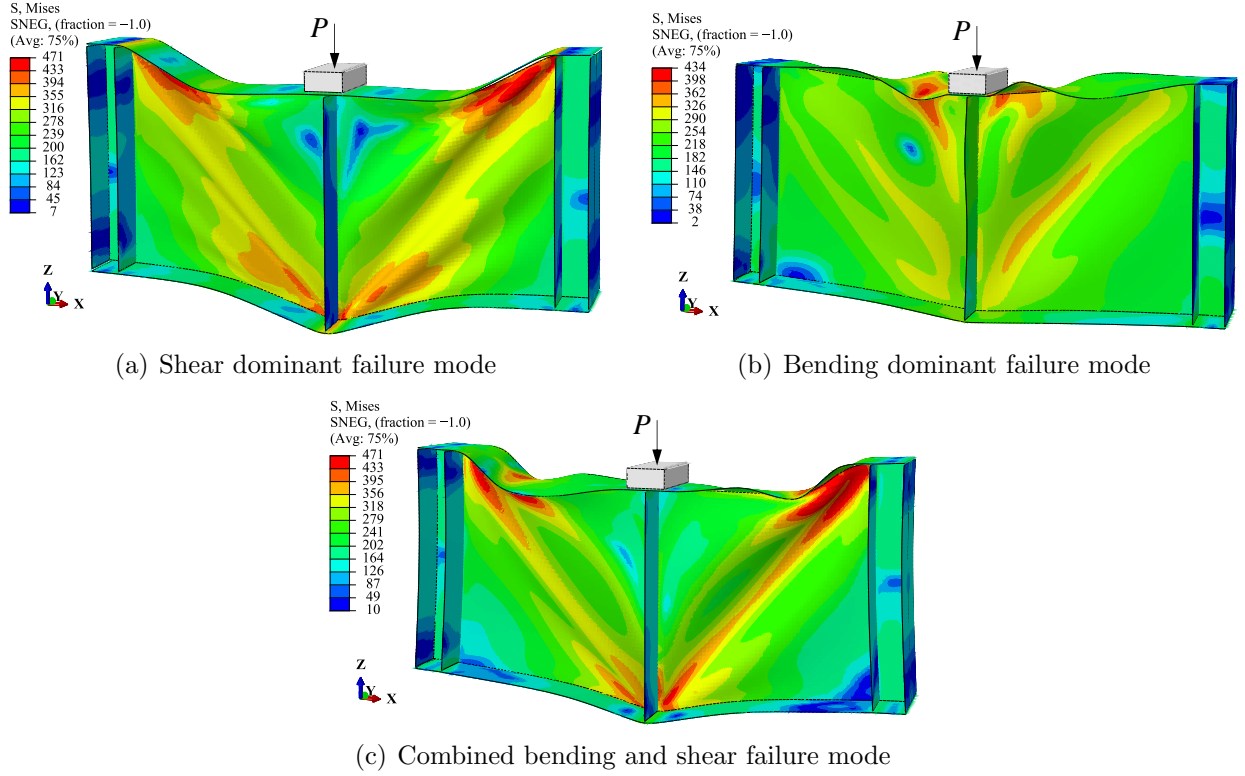 S, Mises
SNEG, (fraction = −1.0)
(Avg: 75%)
471
433
394
355
316
278
239
200
162
123
84
45
7
P
Z
Y
X
S, Mises
SNEG, (fraction = −1.0)
(Avg: 75%)
434
398
362
326
290
254
218
182
146
110
74
38
2
P
Z
Y
X
(a) Shear dominant failure mode
(b) Bending dominant failure mode
S, Mises
SNEG, (fraction = −1.0)
(Avg: 75%)
471
433
395
356
318
279
241
202
164
126
87
49
10
P
Z
Y
X
(c) Combined bending and shear failure mode